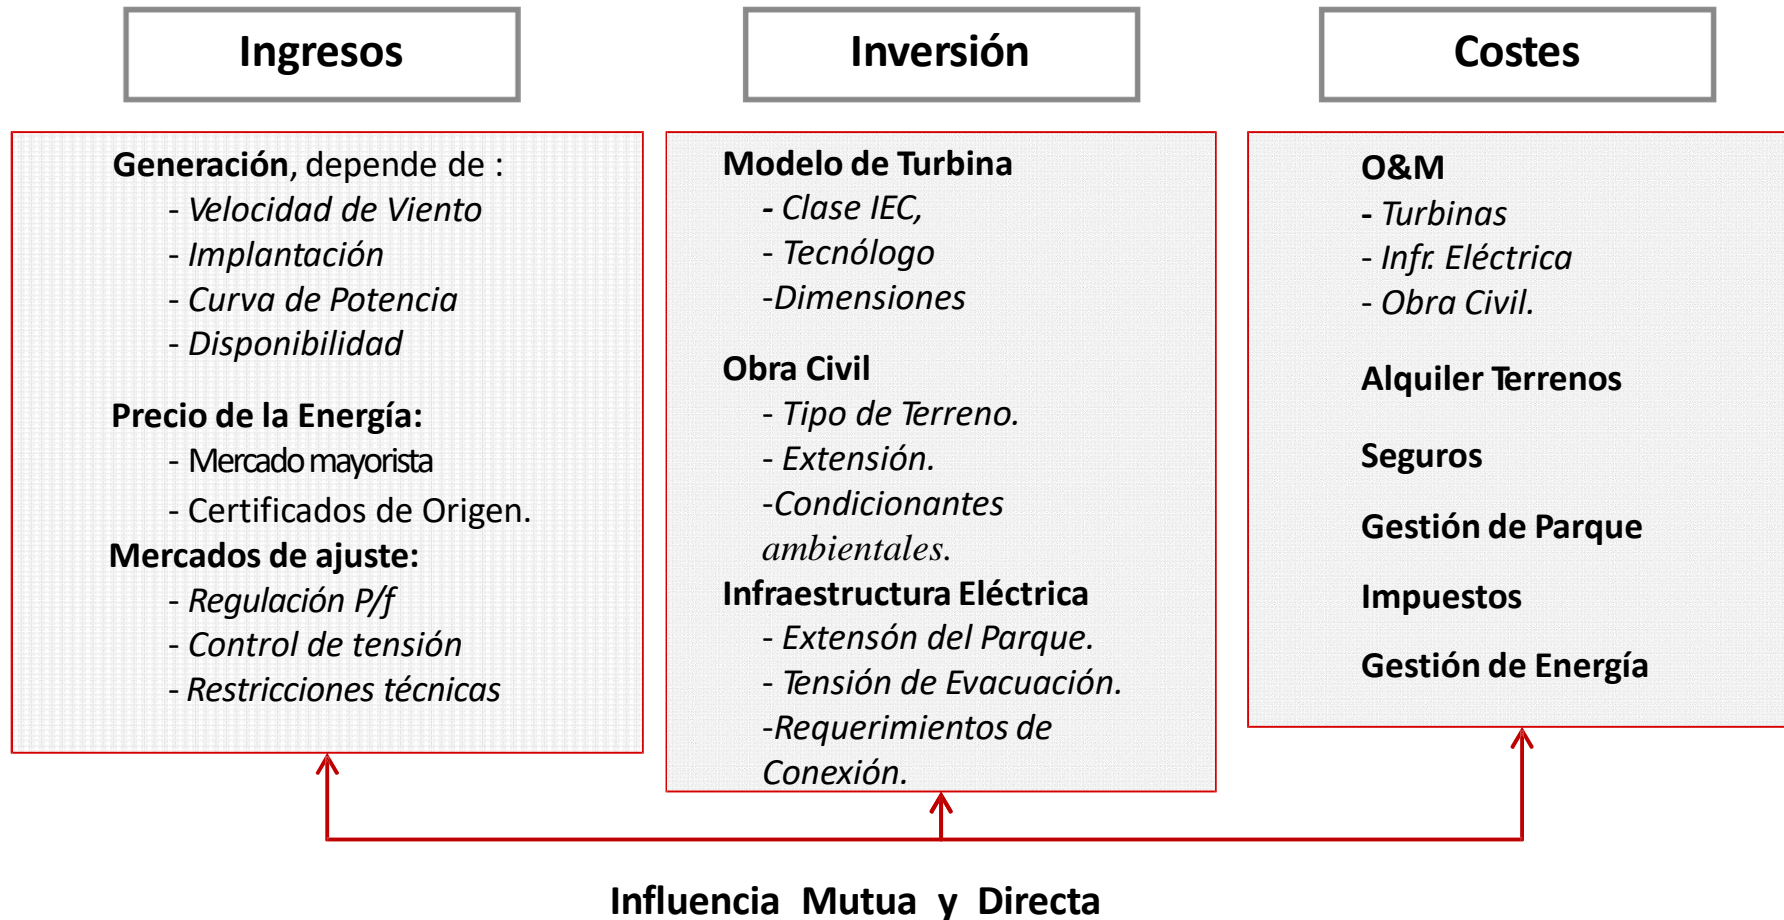 Ingresos
Generación, depende de :
- Velocidad de Viento
- Implantación
- Curva de Potencia
- Disponibilidad
Precio de la Energía:
- Mercado mayorista
- Certificados de Origen.
Mercados de ajuste:
- Regulación P/f
- Control de tensión
- Restricciones técnicas
Inversión
Modelo de Turbina
- Clase IEC,
- Tecnólogo
-Dimensiones
Obra Civil
- Tipo de Terreno.
- Extensión.
-Condicionantes
ambientales.
Infraestructura Eléctrica
- Extensón del Parque.
- Tensión de Evacuación.
-Requerimientos de
Conexión.
Costes
O&M
- Turbinas
- Infr. Eléctrica
- Obra Civil.
Alquiler Terrenos
Seguros
Gestión de Parque
Impuestos
Gestión de Energía
Influencia Mutua y Directa